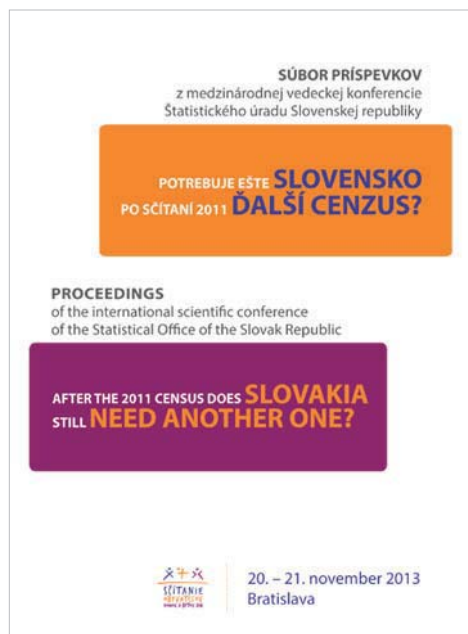 SÚBOR PRÍSPEVKOV
z medzinárodnej vedeckej konferencie
Štatistického úradu Slovenskej republiky
POTREBUJE EŠTE SLOVENSKO
PO SČÍTANÍ 2011 ĎALŠÍ CENZUS?
PROCEEDINGS
of the international scientific conference
of the Statistical Office of the Slovak Republic
AFTER THE 2011 CENSUS DOES SLOVAKIA
STILL NEED ANOTHER ONE?
SČÍTANIE
20. – 21. november 2013
Bratislava